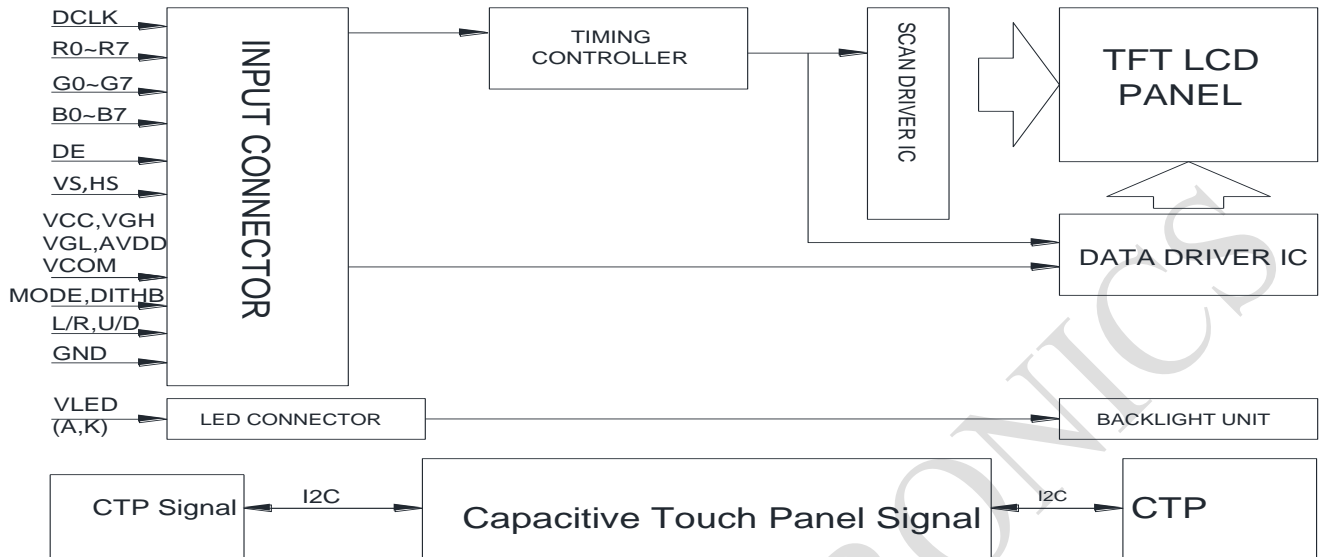 DCLK
R0~R7
G0~G7
B0~B7
DE
VS,HS
VCC,VGH
VGL,AVDD
VCOM
MODE,DITHB
L/R,U/D
GND
INPUT CONNECTOR
TIMING
CONTROLLER
SCAN DRIVER IC
TFT LCD
PANEL
DATA DRIVER IC
VLED
(A,K)
LED CONNECTOR
BACKLIGHT UNIT
CTP Signal
I2C
Capacitive Touch Panel Signal
I2C
CTP
RONICS